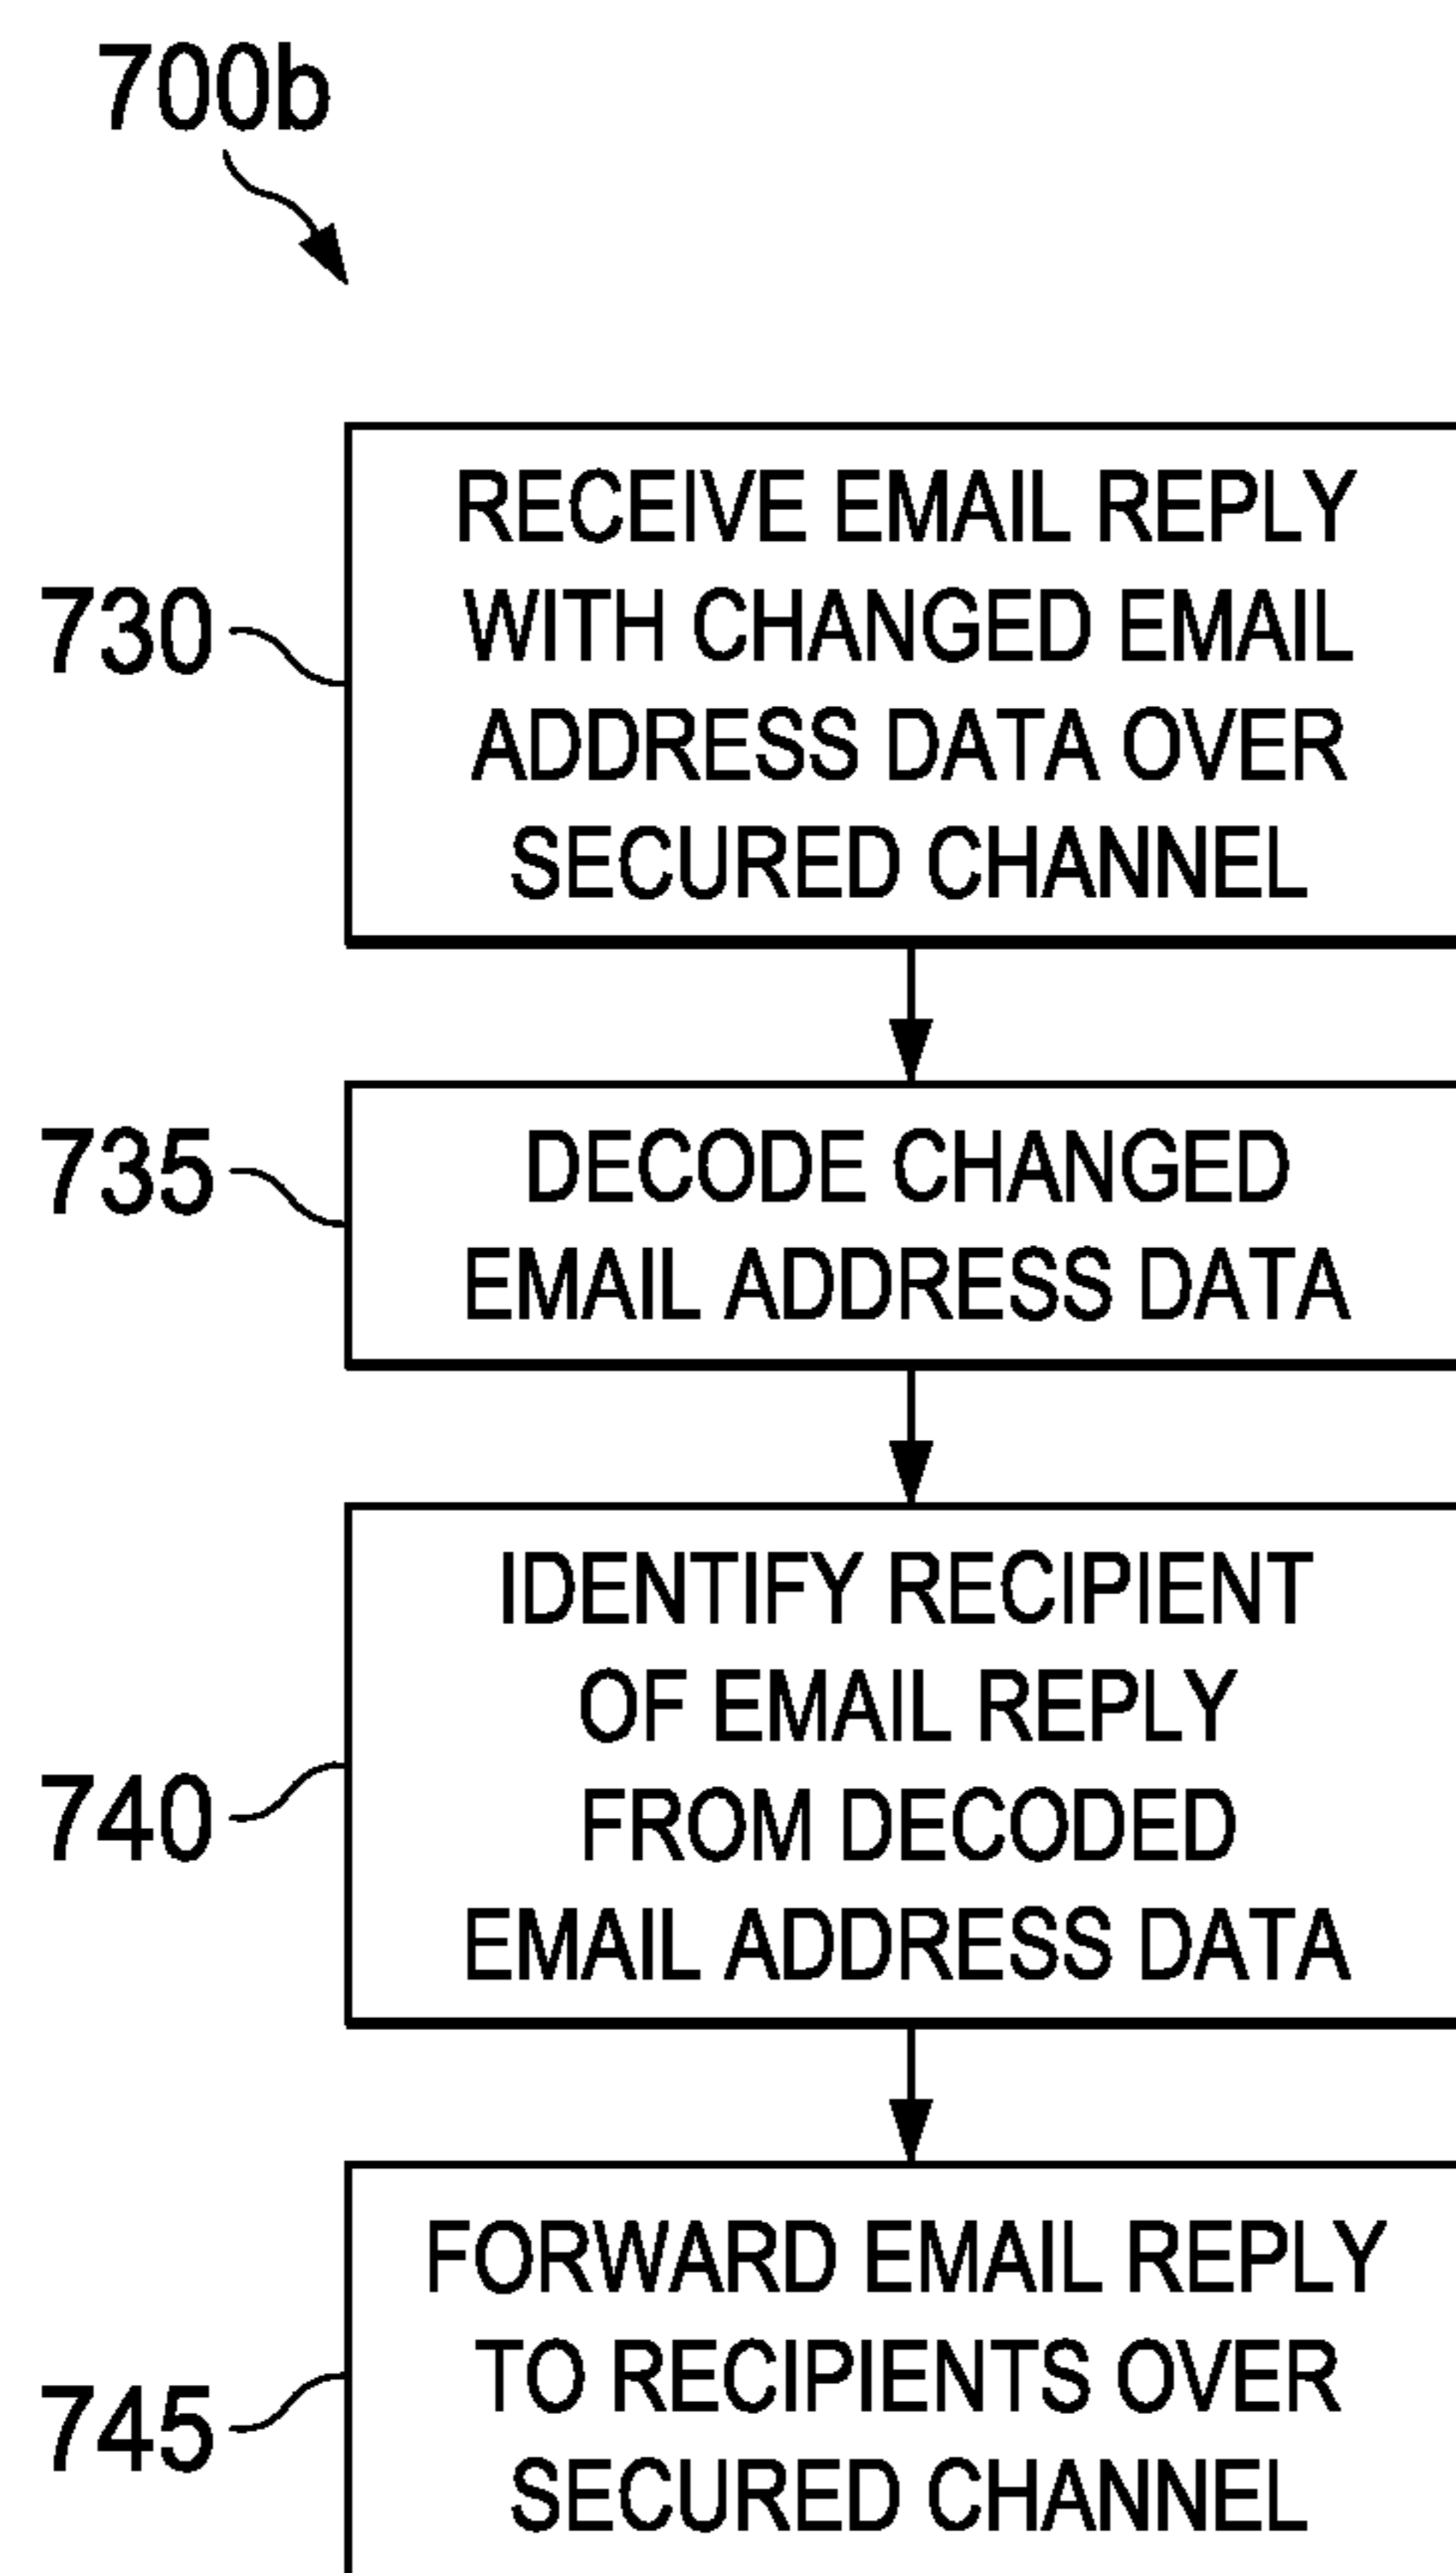 700b
730
RECEIVE EMAIL REPLY
WITH CHANGED EMAIL
ADDRESS DATA OVER
SECURED CHANNEL
735
DECODE CHANGED
EMAIL ADDRESS DATA
740
IDENTIFY RECIPIENT
OF EMAIL REPLY
FROM DECODED
EMAIL ADDRESS DATA
745
FORWARD EMAIL REPLY
TO RECIPIENTS OVER
SECURED CHANNEL